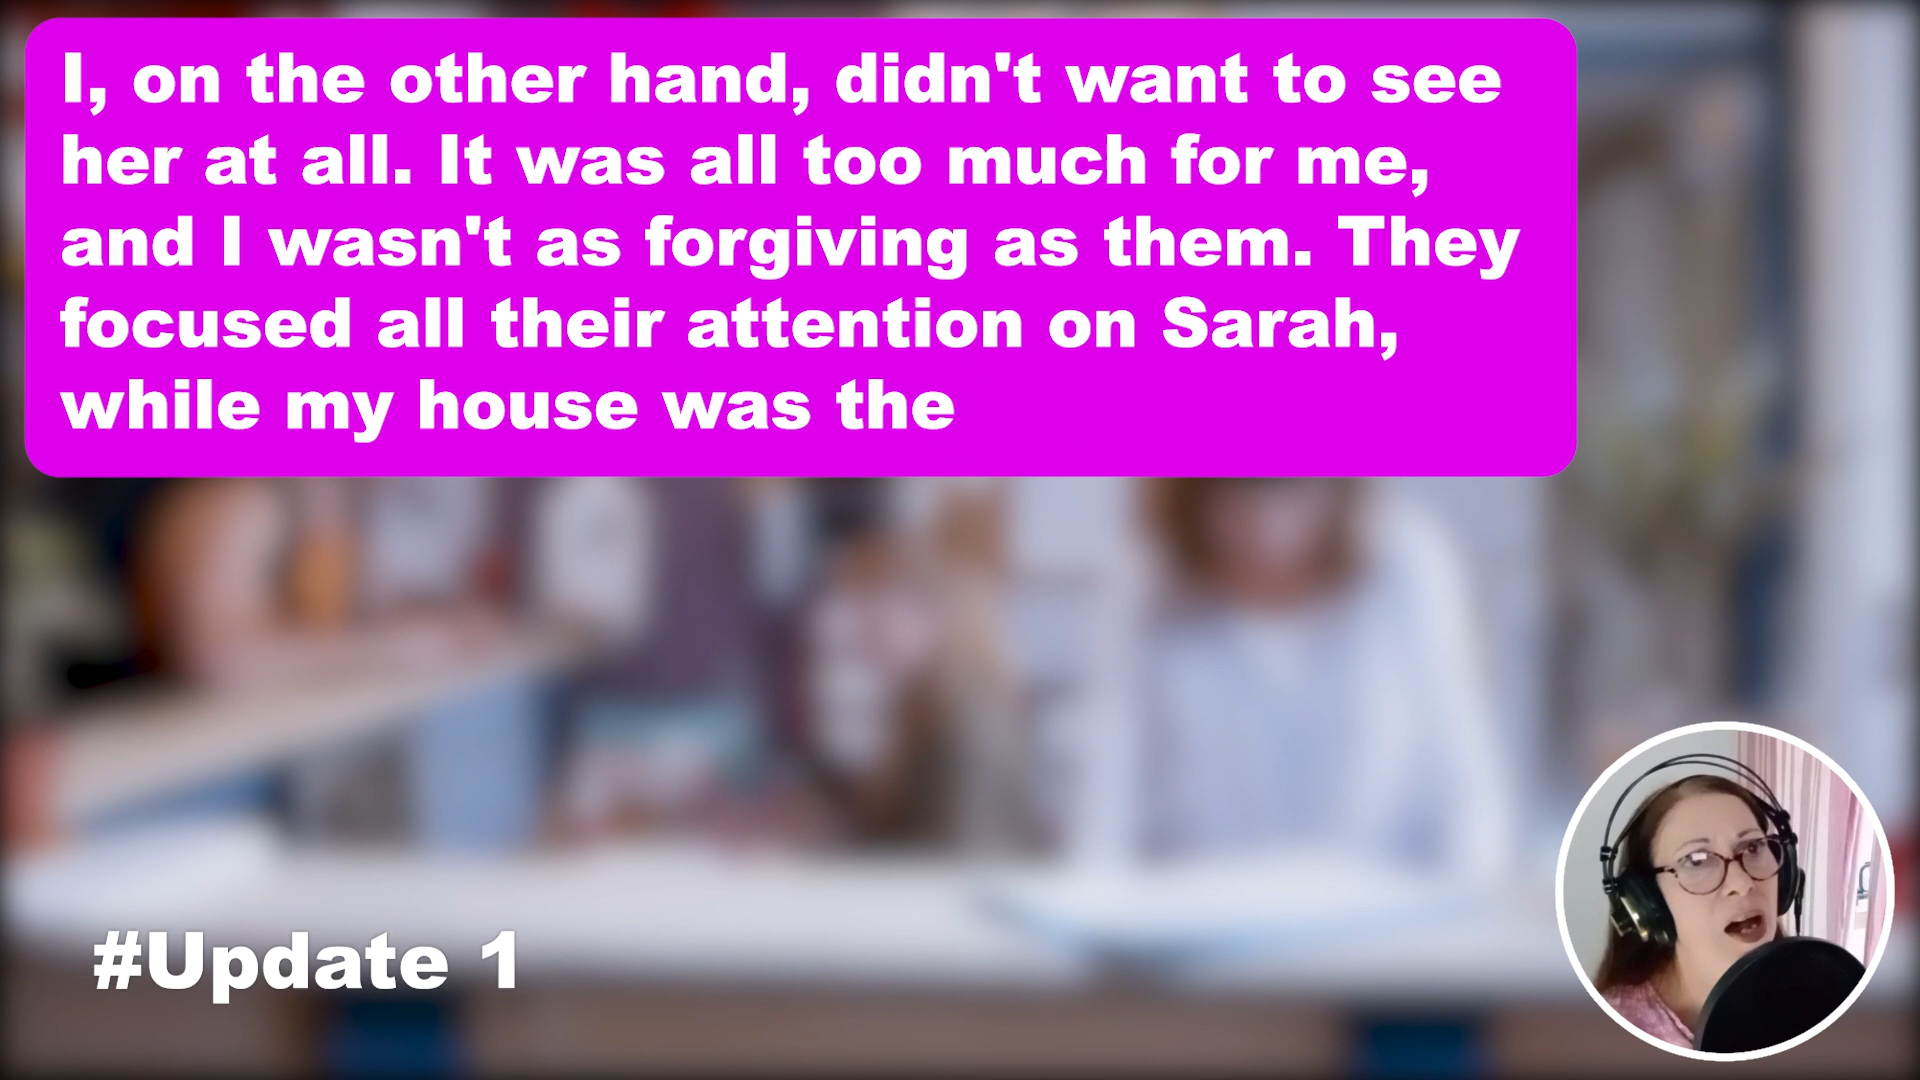 I, on the other hand, didn't want to see
her at all. It was all too much for me,
and I wasn't as forgiving as them. They
focused all their attention on Sarah,
while my house was the
#Update 1